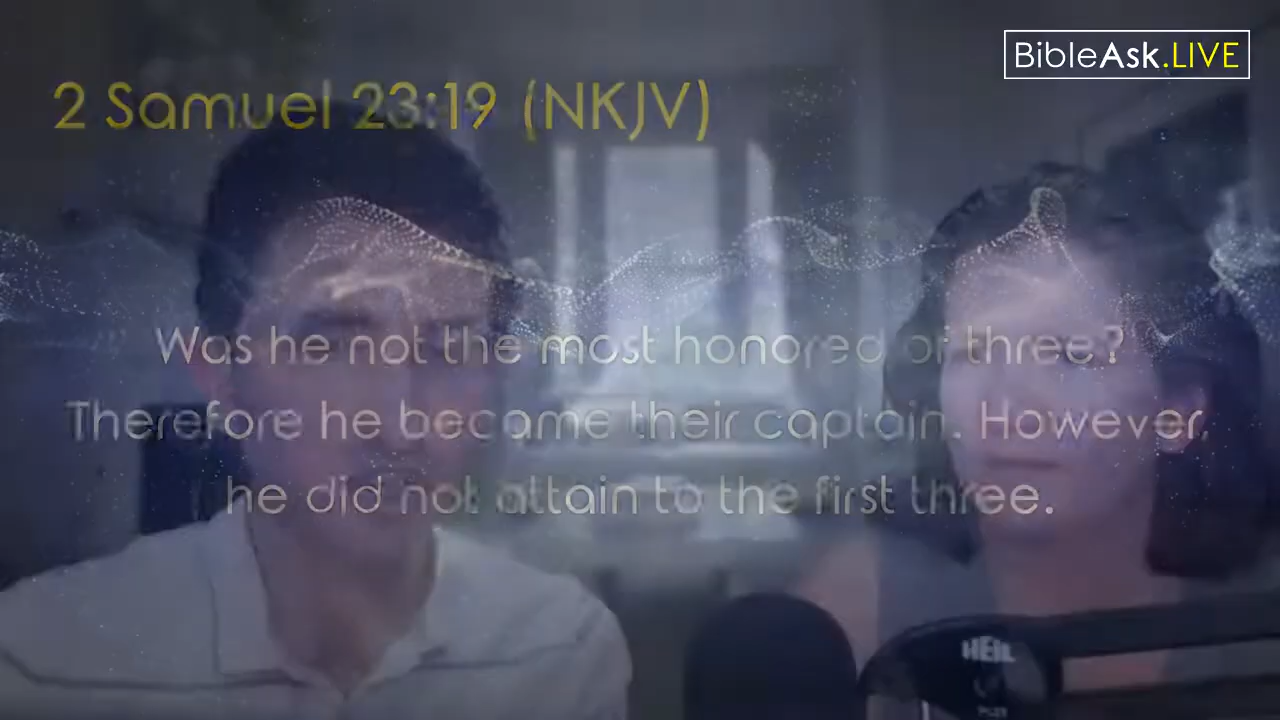 BibleAsk.LIVE
2 Samuel 23:19 (NKJV)
Was he not the most honored of three?
Therefore he became their captain. However,
he did not attain to the first three.
HEIL